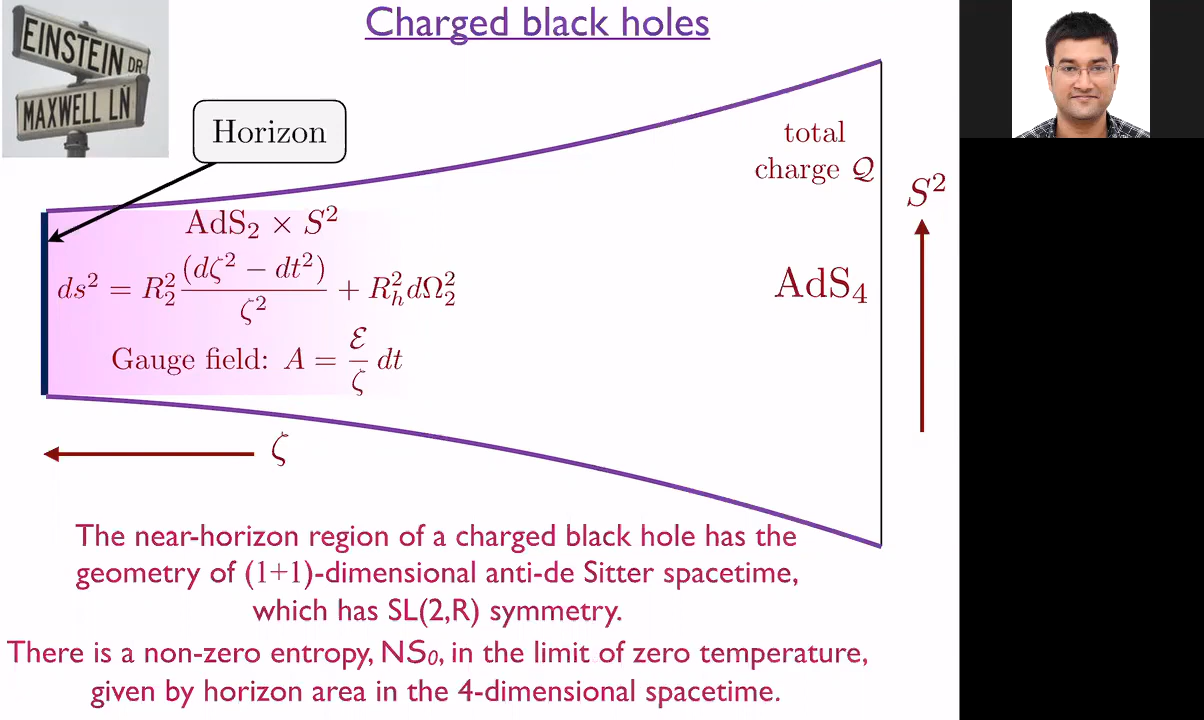 Charged black holes
EINSTEIN DR
MAXWELL LN
Horizon
total
charge 𝒬
S²
AdS₂ × S²
ds² = R₂² (dζ² − dt²) / ζ² + Rₕ² dΩ₂²
AdS₄
Gauge field: A = ℰ/ζ dt
ζ
The near-horizon region of a charged black hole has the
geometry of (1+1)-dimensional anti-de Sitter spacetime,
which has SL(2,R) symmetry.
There is a non-zero entropy, NS₀, in the limit of zero temperature,
given by horizon area in the 4-dimensional spacetime.